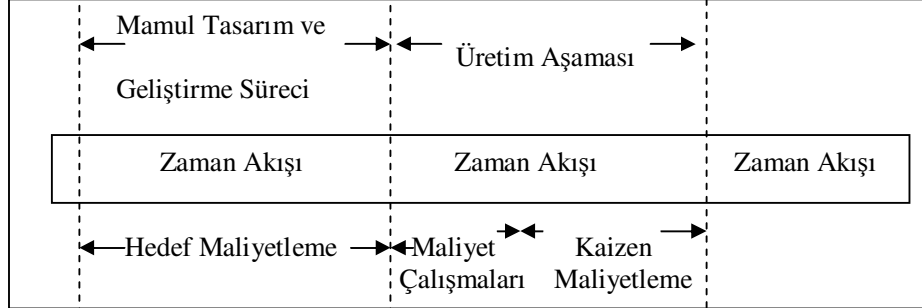 Mamul Tasarım ve
Geliştirme Süreci
Üretim Aşaması
Zaman Akışı
Zaman Akışı
Zaman Akışı
Hedef Maliyetleme
Maliyet
Çalışmaları
Kaizen
Maliyetleme